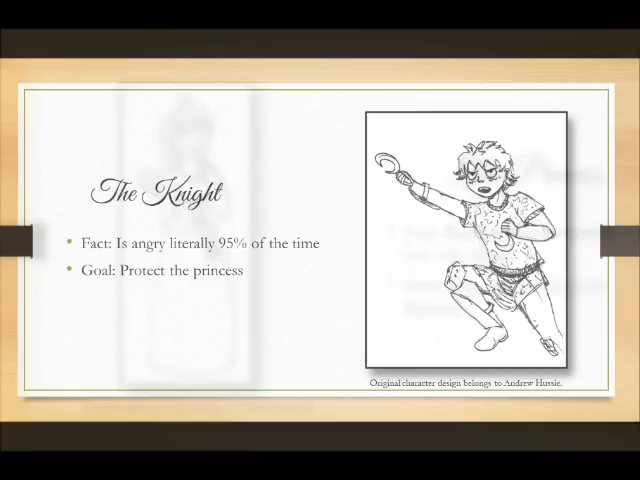 The Knight
Fact: Is angry literally 95% of the time
Goal: Protect the princess
Original character design belongs to Andrew Hussie.